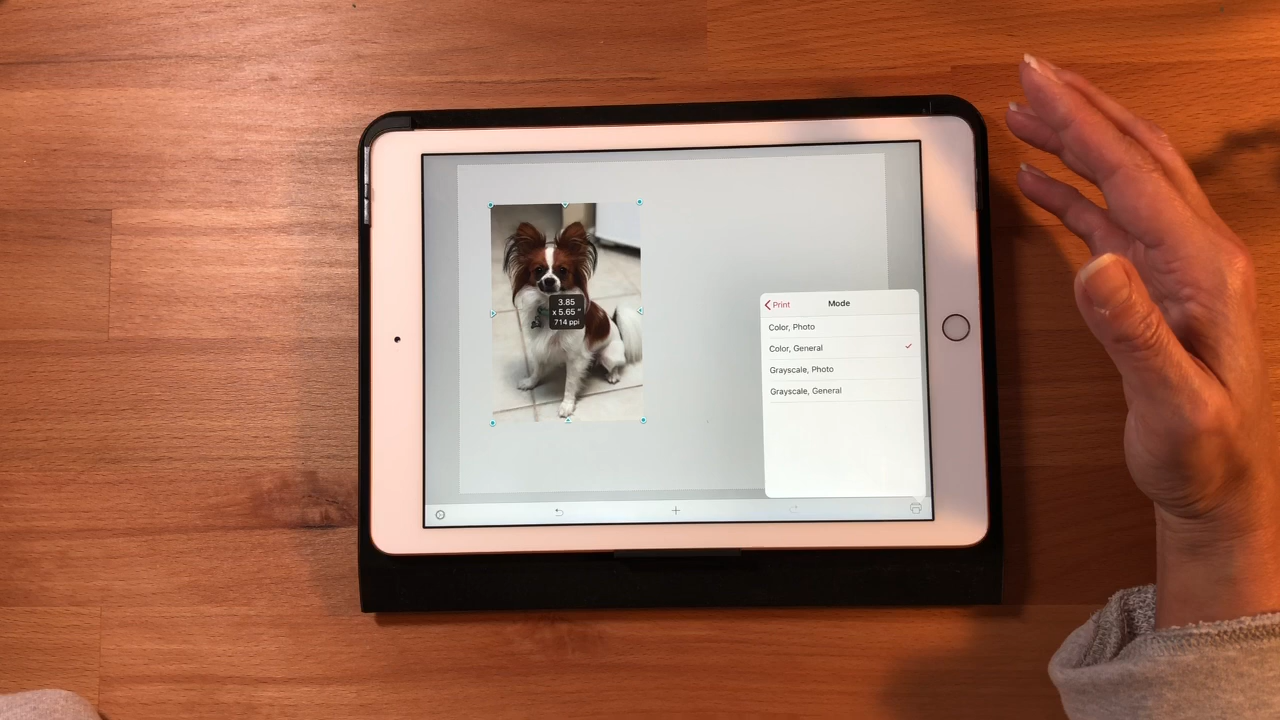 3.85
x 5.65 "
714 ppi
Print
Mode
Color, Photo
Color, General
Grayscale, Photo
Grayscale, General